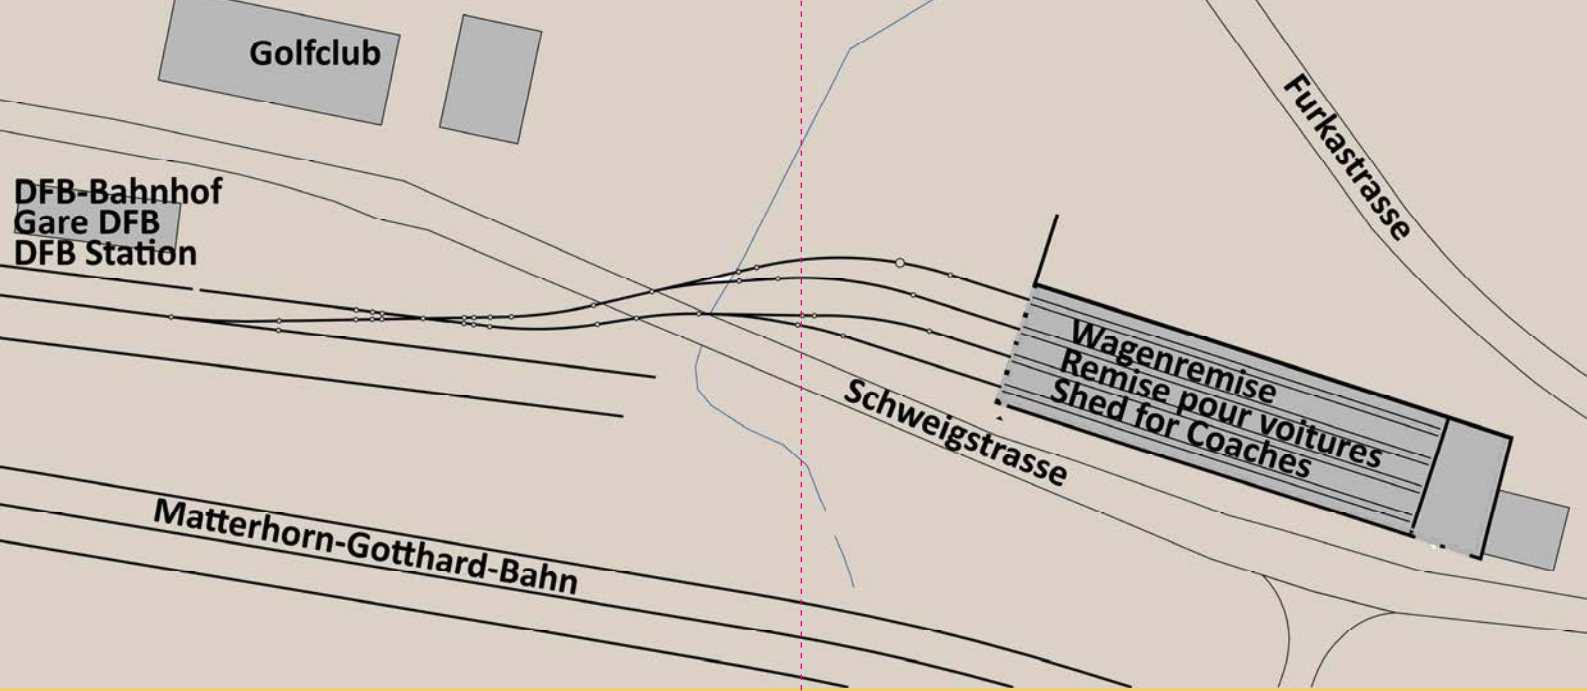 Golfclub
Furkastrasse
DFB-Bahnhof
Gare DFB
DFB Station
Wagenremise
Remise pour voitures
Shed for Coaches
Schweigstrasse
Matterhorn-Gotthard-Bahn